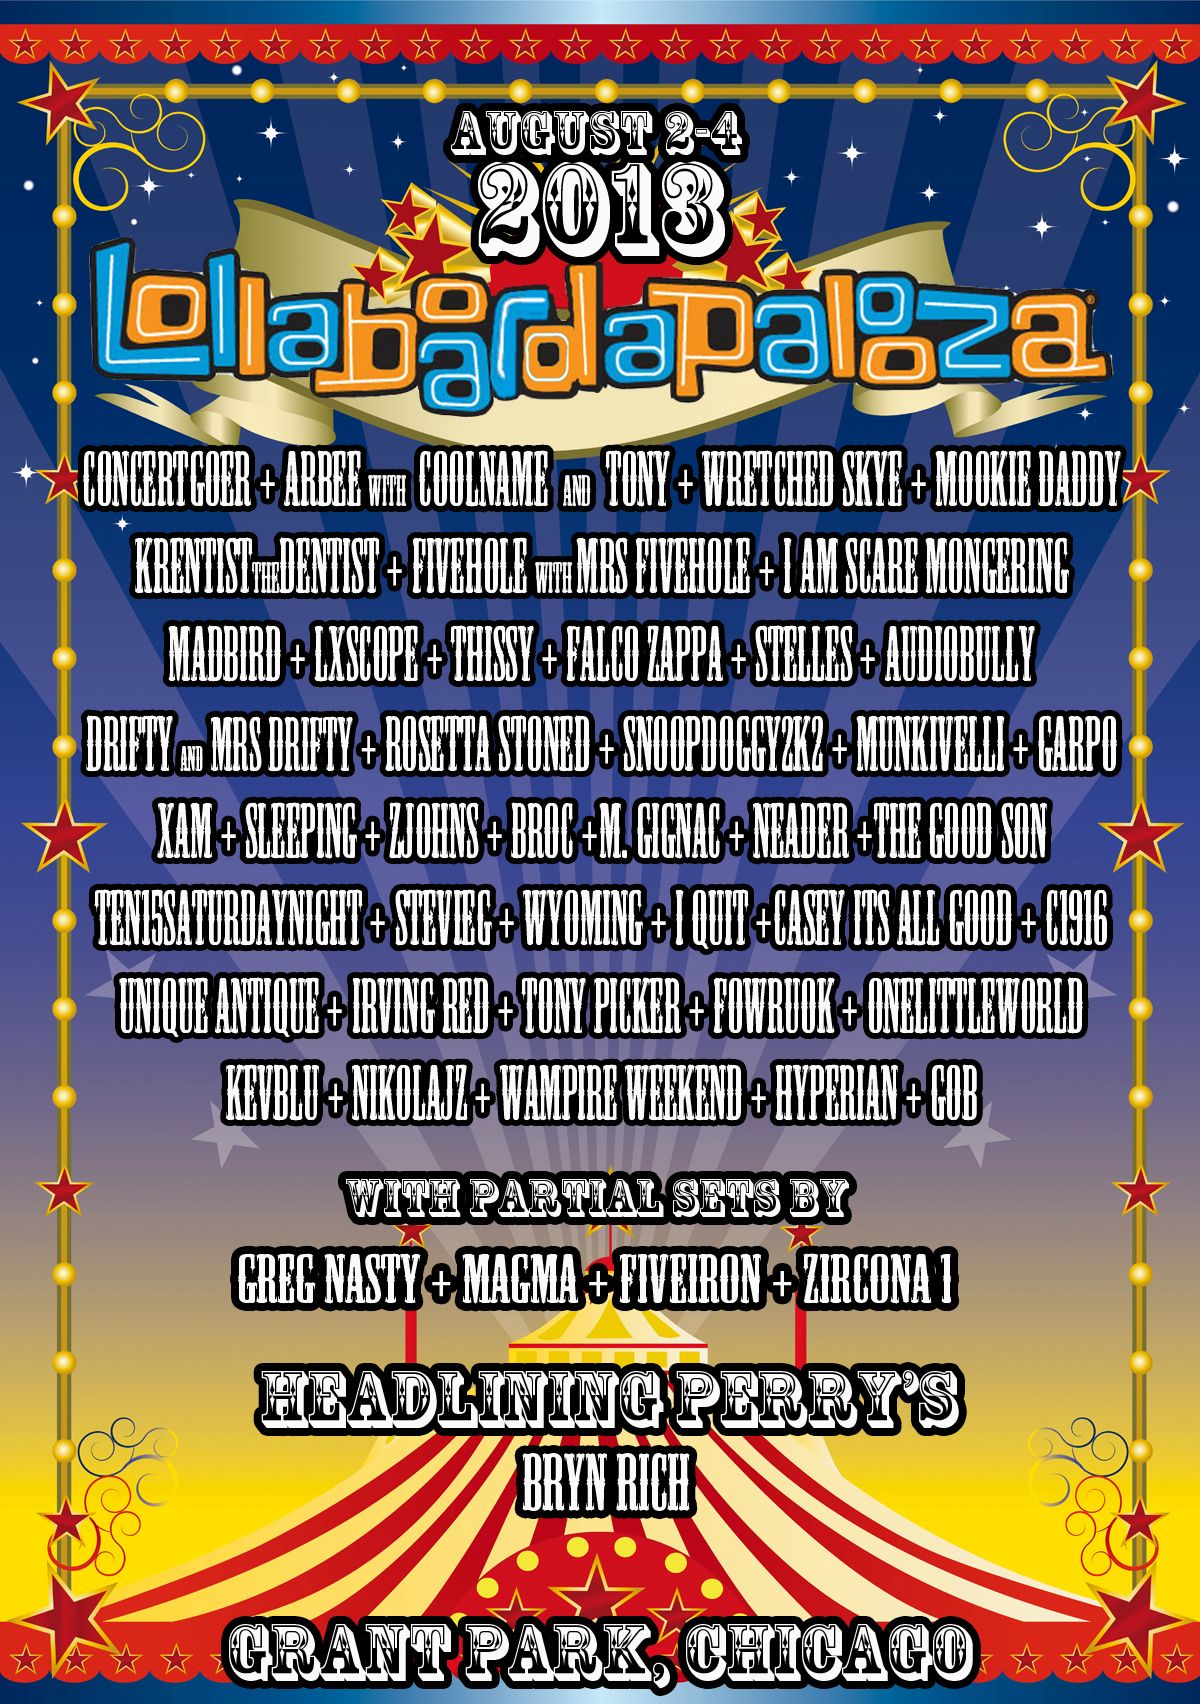 AUGUST 2-4
2013
Lollaboardapalooza®
CONCERTGOER + ARBEE WITH COOLNAME AND TONY + WRETCHED SKYE + MOOKIE DADDY
KRENTIST THE DENTIST + FIVEHOLE WITH MRS FIVEHOLE + I AM SCARE MONGERING
MADBIRD + LXSCOPE + THISSY + FALCO ZAPPA + STELLES + AUDIOBULLY
DRIFTY AND MRS DRIFTY + ROSETTA STONED + SNOOPDOGGY2K2 + MUNKIVELLI + GARPO
XAM + SLEEPING + ZJOHNS + BROC +M. GIGNAC + NEADER +THE GOOD SON
TEN15SATURDAYNIGHT + STEVIEG + WYOMING + I QUIT +CASEY ITS ALL GOOD + C1916
UNIQUE ANTIQUE + IRVING RED + TONY PICKER + FOWRUOK + ONELITTLEWORLD
KEVBLU + NIKOLAJZ + WAMPIRE WEEKEND + HYPERIAN + GOB
WITH PARTIAL SETS BY
GREG NASTY + MAGMA + FIVEIRON + ZIRCONA 1
HEADLINING PERRY'S
BRYN RICH
GRANT PARK, CHICAGO